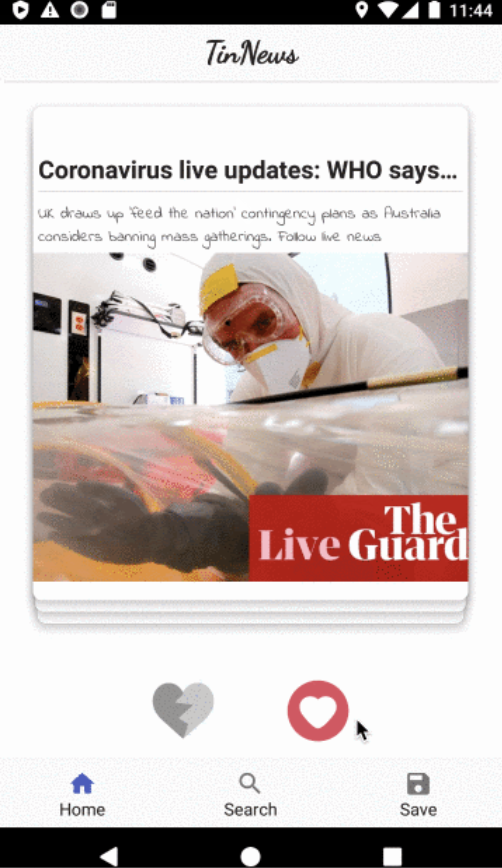 11:44
TinNews
Coronavirus live updates: WHO says...
UK draws up 'feed the nation' contingency plans as Australia
considers banning mass gatherings. Follow live news
The
Live Guard
Home Search Save